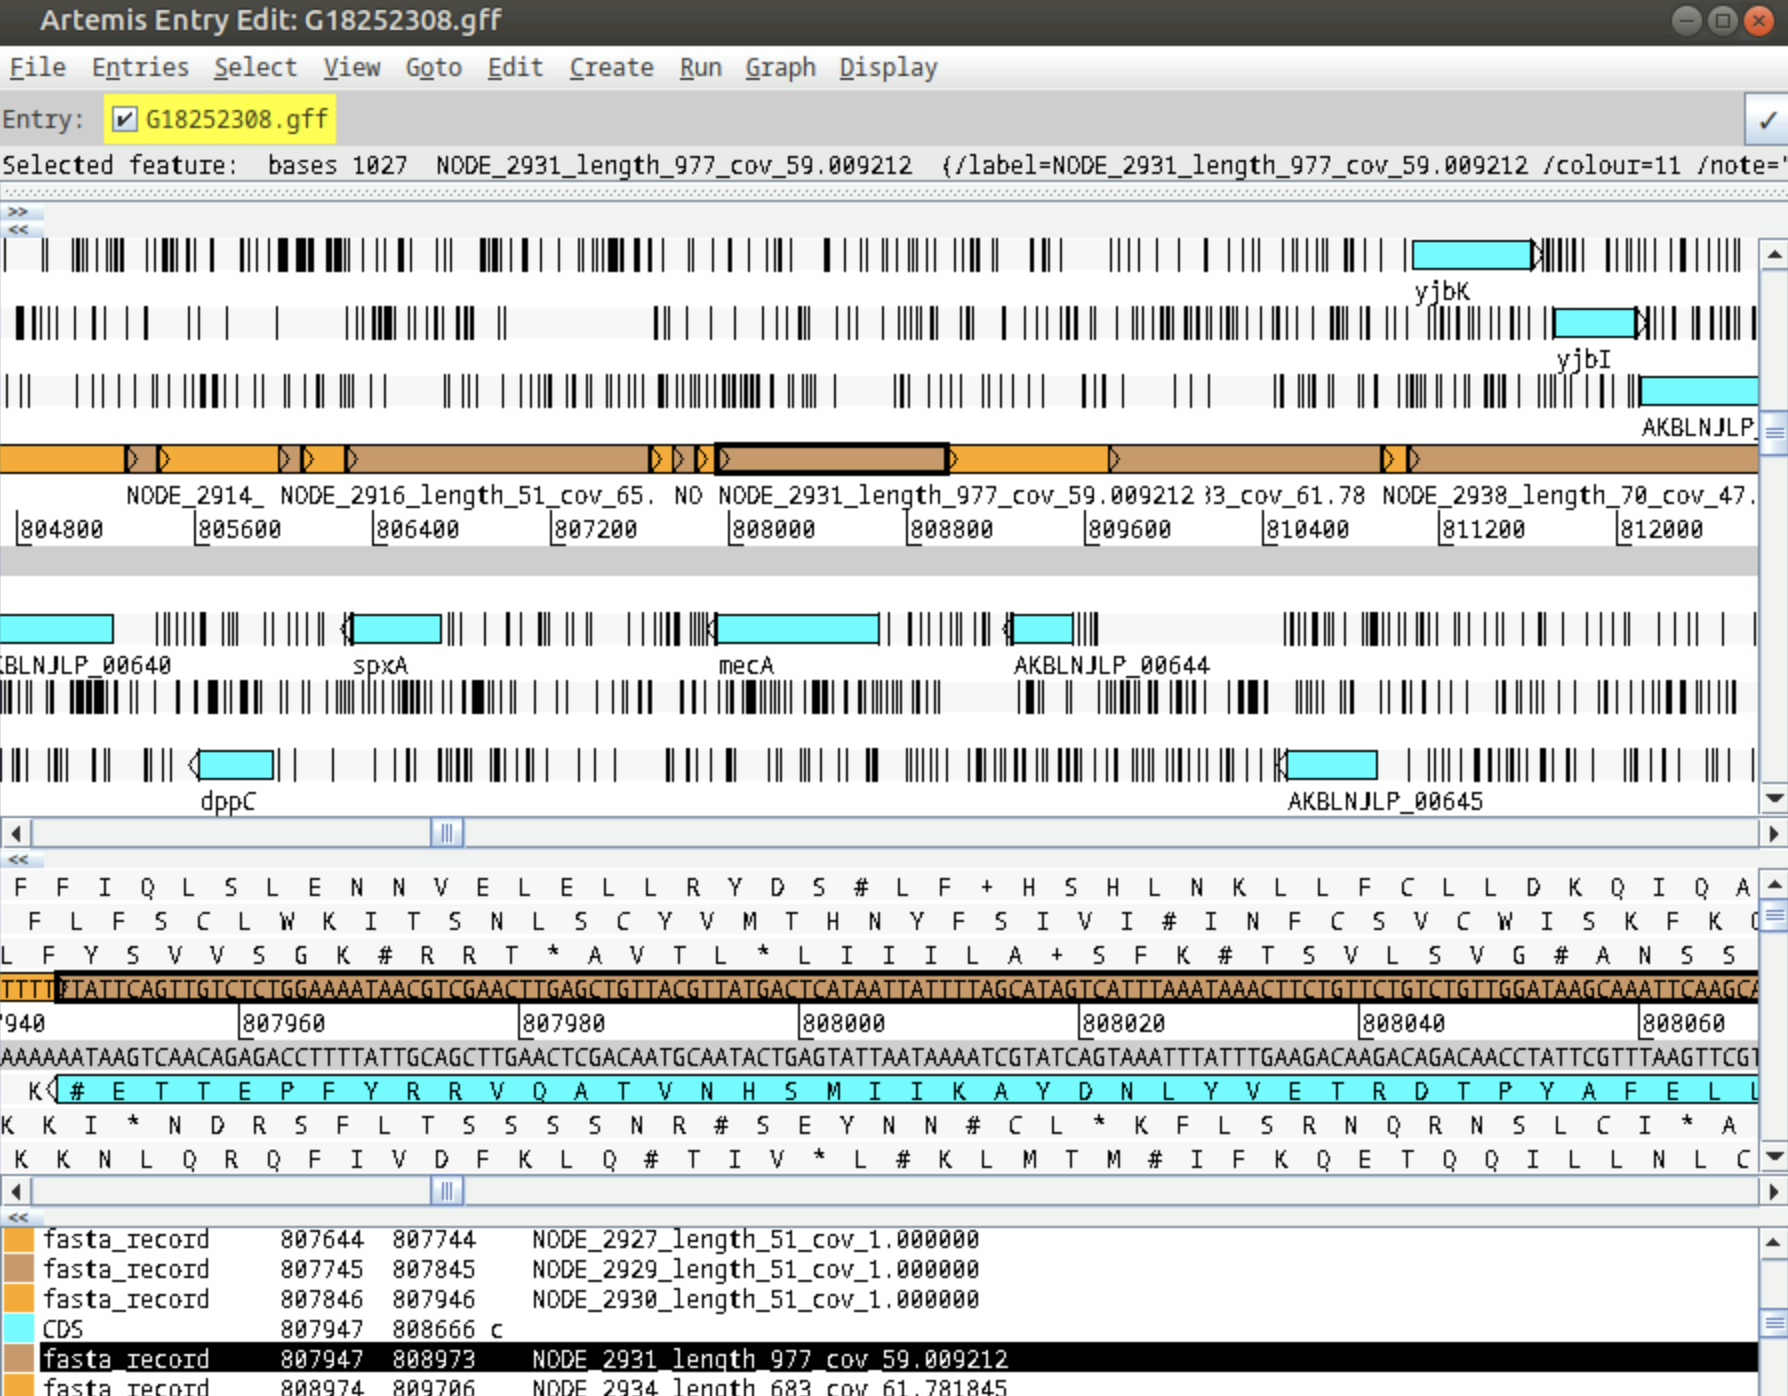 Artemis Entry Edit: G18252308.gff
File Entries Select View Goto Edit Create Run Graph Display
Entry: G18252308.gff
Selected feature: bases 1027 NODE_2931_length_977_cov_59.009212 {/label=NODE_2931_length_977_cov_59.009212 /colour=11 /note="
>>
<<
yjbK
yjbI
AKBLNJLP_
NODE_2914_ NODE_2916_length_51_cov_65. NO NODE_2931_length_977_cov_59.009212 33_cov_61.78 NODE_2938_length_70_cov_47.
804800 805600 806400 807200 808000 808800 809600 810400 811200 812000
KBLNJLP_00640 spxA mecA AKBLNJLP_00644
dppC AKBLNJLP_00645
<<
F F I Q L S L E N N V E L E L L R Y D S # L F + H S H L N K L L F C L L D K Q I Q A
F L F S C L W K I T S N L S C Y V M T H N Y F S I V I # I N F C S V C W I S K F K Q
L F Y S V V S G K # R R T * A V T L * L I I I L A + S F K # T S V L S V G # A N S S
TTTTTTATTCAGTTGTCTCTGGAAAATAACGTCGAACTTGAGCTGTTACGTTATGACTCATAATTATTTTAGCATAGTCATTTAAATAAACTTCTGTTCTGTCTGTTGGATAAGCAAATTCAAGCA
940 807960 807980 808000 808020 808040 808060
AAAAAATAAGTCAACAGAGACCTTTTATTGCAGCTTGAACTCGACAATGCAATACTGAGTATTAATAAAATCGTATCAGTAAATTTATTTGAAGACAAGACAGACAACCTATTCGTTTAAGTTCGT
K # E T T E P F Y R R V Q A T V N H S M I I K A Y D N L Y V E T R D T P Y A F E L L
K K I * N D R S F L T S S S S N R # S E Y N N # C L * K F L S R N Q R N S L C I * A
K K N L Q R Q F I V D F K L Q # T I V * L # K L M T M # I F K Q E T Q Q I L L N L C
<<
fasta_record 807644 807744 NODE_2927_length_51_cov_1.000000
fasta_record 807745 807845 NODE_2929_length_51_cov_1.000000
fasta_record 807846 807946 NODE_2930_length_51_cov_1.000000
CDS 807947 808666 c
fasta_record 807947 808973 NODE_2931_length_977_cov_59.009212
fasta_record 808974 809706 NODE_2934_length_683_cov_61.781845